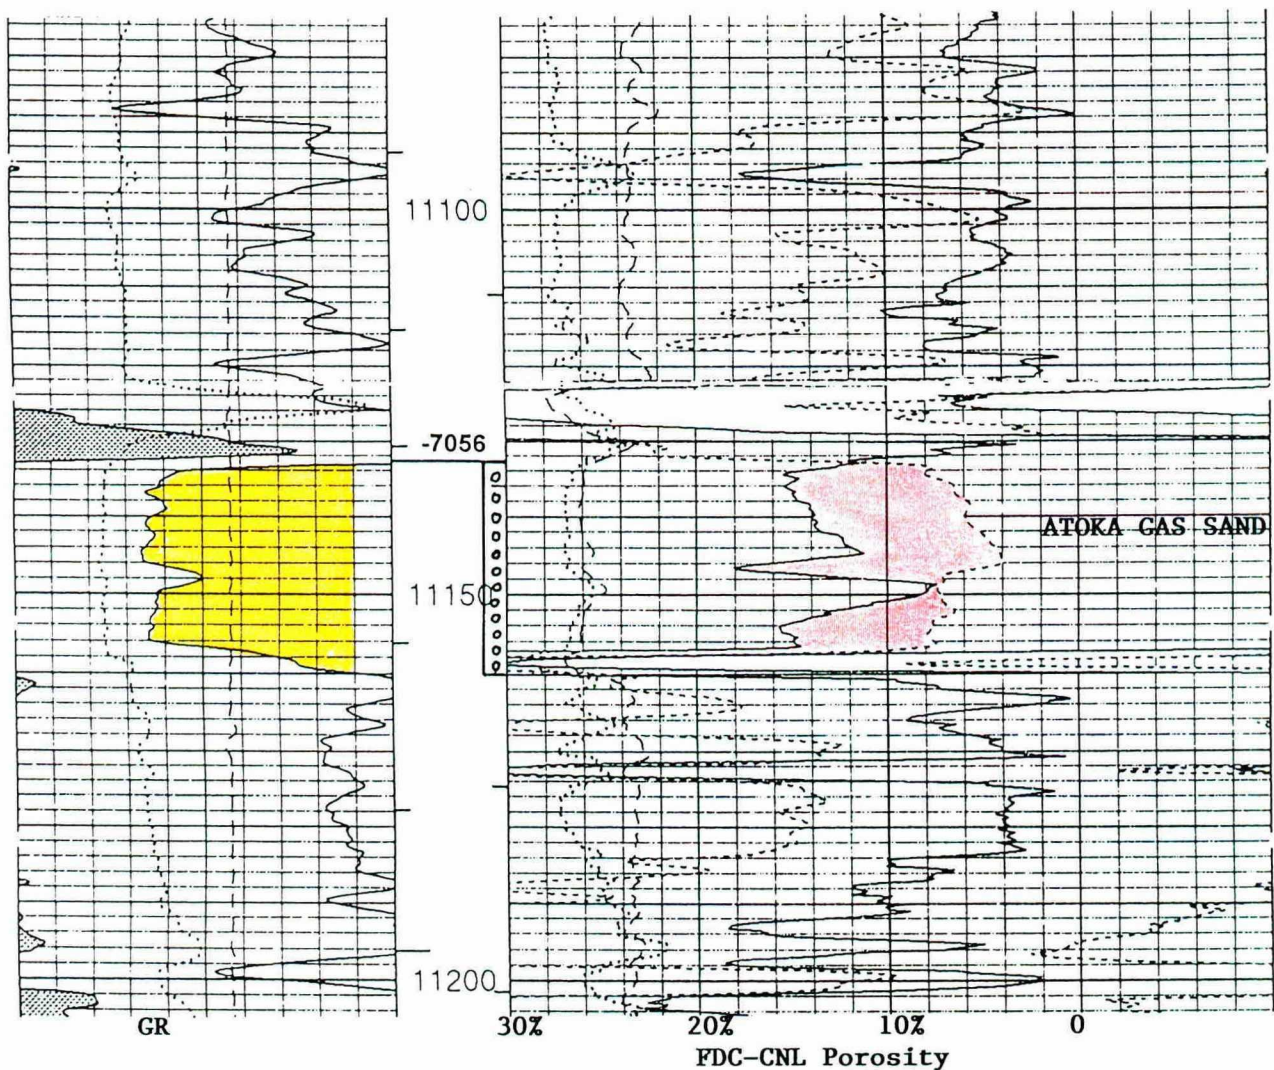 11100
-7056
ATOKA GAS SAND
11150
11200
GR
30%
20%
10%
0
FDC-CNL Porosity